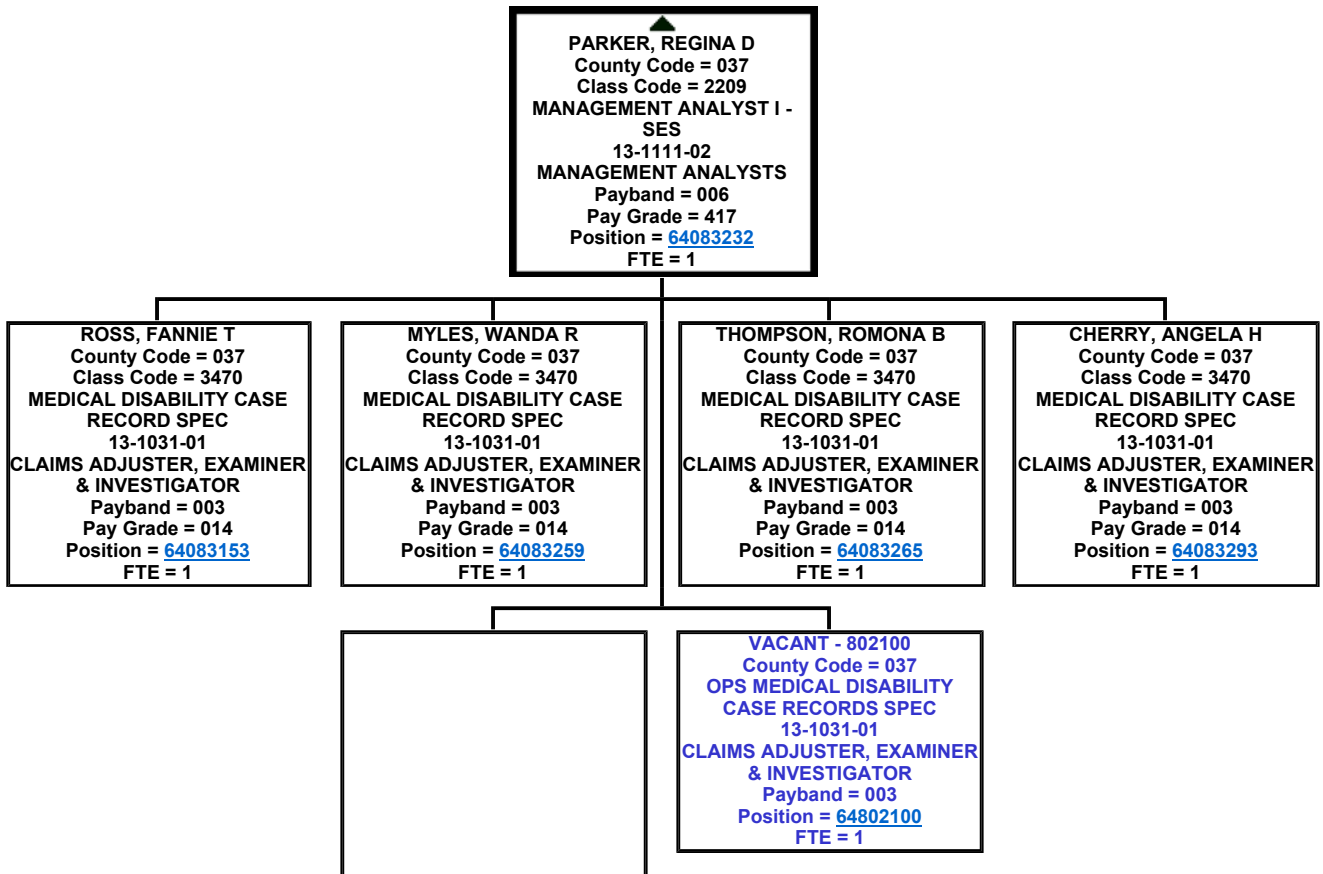 PARKER, REGINA D
County Code = 037
Class Code = 2209
MANAGEMENT ANALYST I -
SES
13-1111-02
MANAGEMENT ANALYSTS
Payband = 006
Pay Grade = 417
Position = 64083232
FTE = 1
ROSS, FANNIE T
County Code = 037
Class Code = 3470
MEDICAL DISABILITY CASE
RECORD SPEC
13-1031-01
CLAIMS ADJUSTER, EXAMINER
& INVESTIGATOR
Payband = 003
Pay Grade = 014
Position = 64083153
FTE = 1
MYLES, WANDA R
County Code = 037
Class Code = 3470
MEDICAL DISABILITY CASE
RECORD SPEC
13-1031-01
CLAIMS ADJUSTER, EXAMINER
& INVESTIGATOR
Payband = 003
Pay Grade = 014
Position = 64083259
FTE = 1
THOMPSON, ROMONA B
County Code = 037
Class Code = 3470
MEDICAL DISABILITY CASE
RECORD SPEC
13-1031-01
CLAIMS ADJUSTER, EXAMINER
& INVESTIGATOR
Payband = 003
Pay Grade = 014
Position = 64083265
FTE = 1
CHERRY, ANGELA H
County Code = 037
Class Code = 3470
MEDICAL DISABILITY CASE
RECORD SPEC
13-1031-01
CLAIMS ADJUSTER, EXAMINER
& INVESTIGATOR
Payband = 003
Pay Grade = 014
Position = 64083293
FTE = 1
VACANT - 802100
County Code = 037
OPS MEDICAL DISABILITY
CASE RECORDS SPEC
13-1031-01
CLAIMS ADJUSTER, EXAMINER
& INVESTIGATOR
Payband = 003
Position = 64802100
FTE = 1